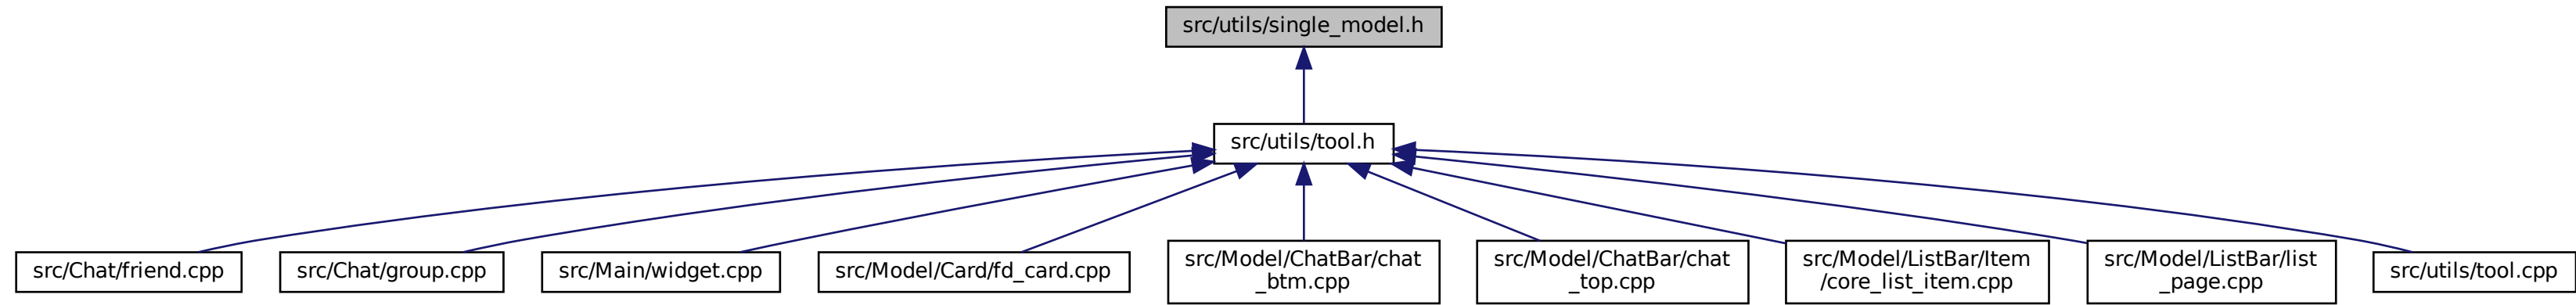 src/utils/single_model.h
src/utils/tool.h
src/Chat/friend.cpp
src/Chat/group.cpp
src/Main/widget.cpp
src/Model/Card/fd_card.cpp
src/Model/ChatBar/chat
_btm.cpp
src/Model/ChatBar/chat
_top.cpp
src/Model/ListBar/Item
/core_list_item.cpp
src/Model/ListBar/list
_page.cpp
src/utils/tool.cpp